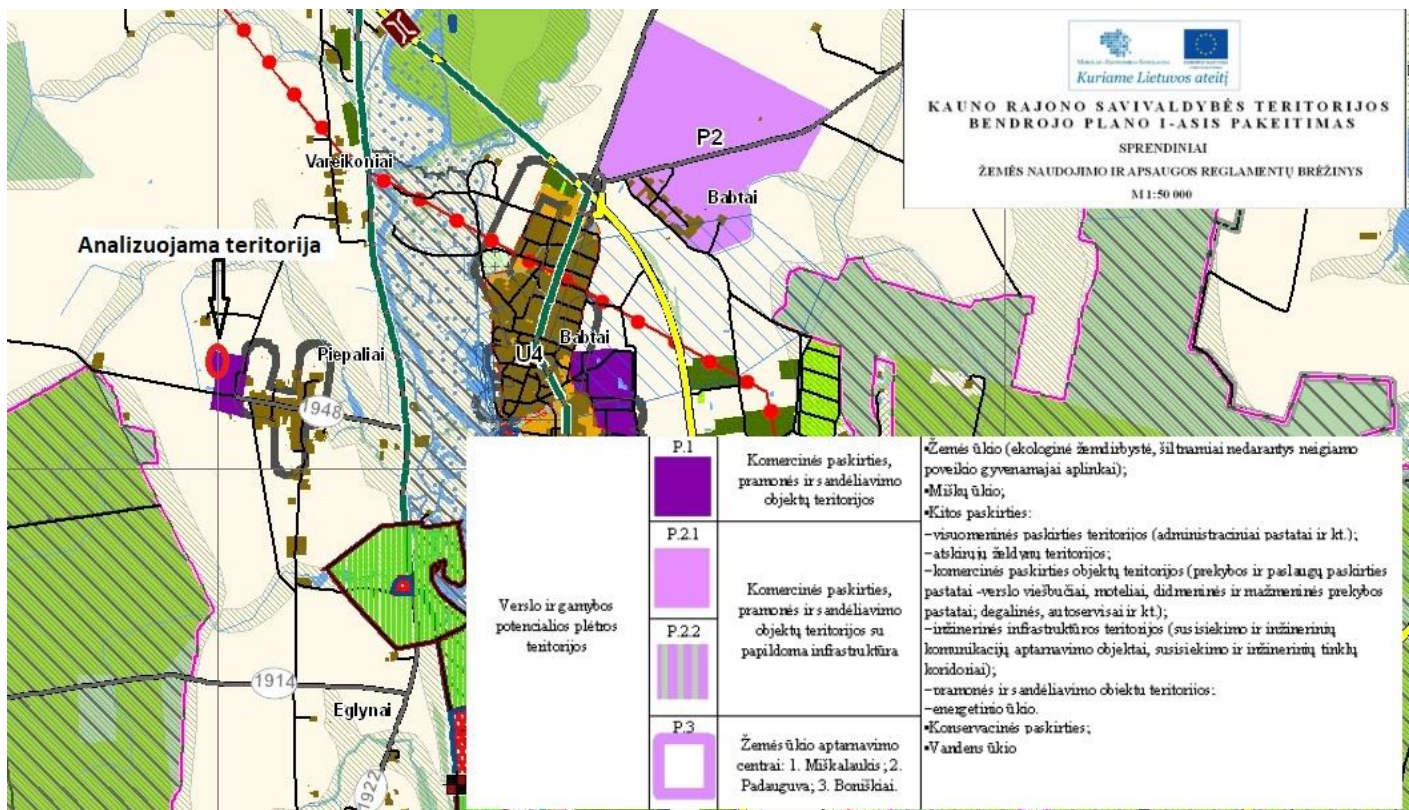 Kuriame Lietuvos ateitį
KAUNO RAJONO SAVIVALDYBĖS TERITORIJOS
BENDROJO PLANO I-ASIS PAKEITIMAS
SPRENDINIAI
ŽEMĖS NAUDOJIMO IR APSAUGOS REGLAMENTŲ BRĖŽINYS
M 1:50 000
P2
Vareikoniai
Babtai
Analizuojama teritorija
Piepaliai
Babtai
U4
1948
1914
Eglynai
1922
Verslo ir gamybos
potencialios plėtros
teritorijos
P.1
Komercinės paskirties,
pramonės ir sandėliavimo
objektų teritorijos
P.2.1
P.2.2
Komercinės paskirties,
pramonės ir sandėliavimo
objektų teritorijos su
papildoma infrastruktūra
P.3
Žemės ūkio aptarnavimo
centrai: 1. Miškalaukis; 2.
Padauguva; 3. Boniškiai.
▪Žemės ūkio (ekologinė žemdirbystė, šiltnamiai nedarantys neigiamo
poveikio gyvenamajai aplinkai);
▪Miškų ūkio;
▪Kitos paskirties:
–visuomeninės paskirties teritorijos (administraciniai pastatai ir kt.);
–atskirųjų želdynų teritorijos;
–komercinės paskirties objektų teritorijos (prekybos ir paslaugų paskirties
pastatai -verslo viešbučiai, moteliai, didmeninės ir mažmeninės prekybos
pastatai; degalinės, autoservisai ir kt.);
–inžinerinės infrastruktūros teritorijos (susisiekimo ir inžinerinių
komunikacijų aptarnavimo objektai, susisiekimo ir inžinerinių tinklų
koridoriai);
–pramonės ir sandėliavimo objektu teritorijos;
–energetinio ūkio.
▪Konservacinės paskirties;
▪Vandens ūkio